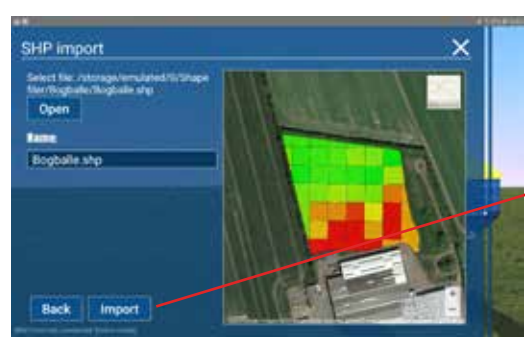 SHP import
Select file: /storage/emulated/0/Shape
filer/Bogballe/Bogballe.shp
Open
Name:
Bogballe.shp
Back
Import